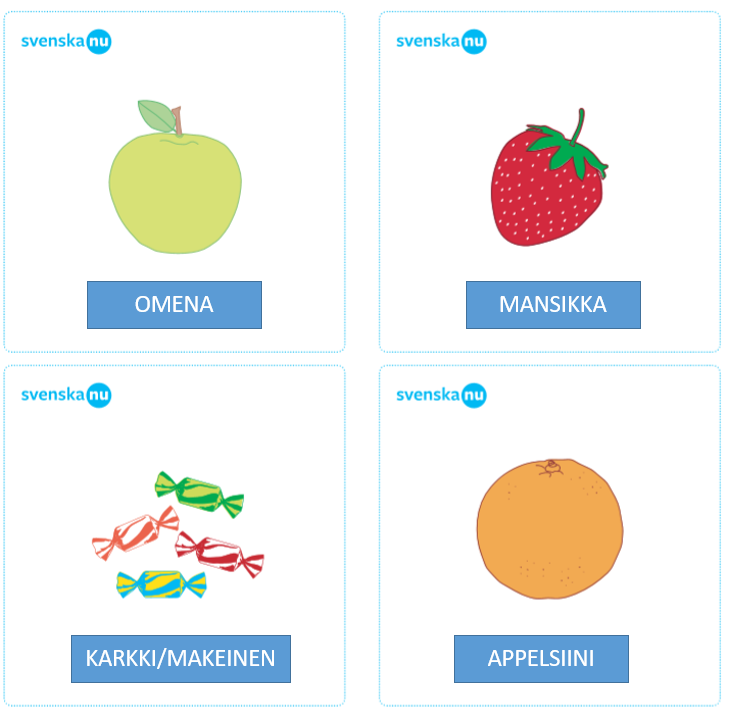 svenska nu
svenska nu
OMENA
MANSIKKA
svenska nu
svenska nu
KARKKI/MAKEINEN
APPELSIINI